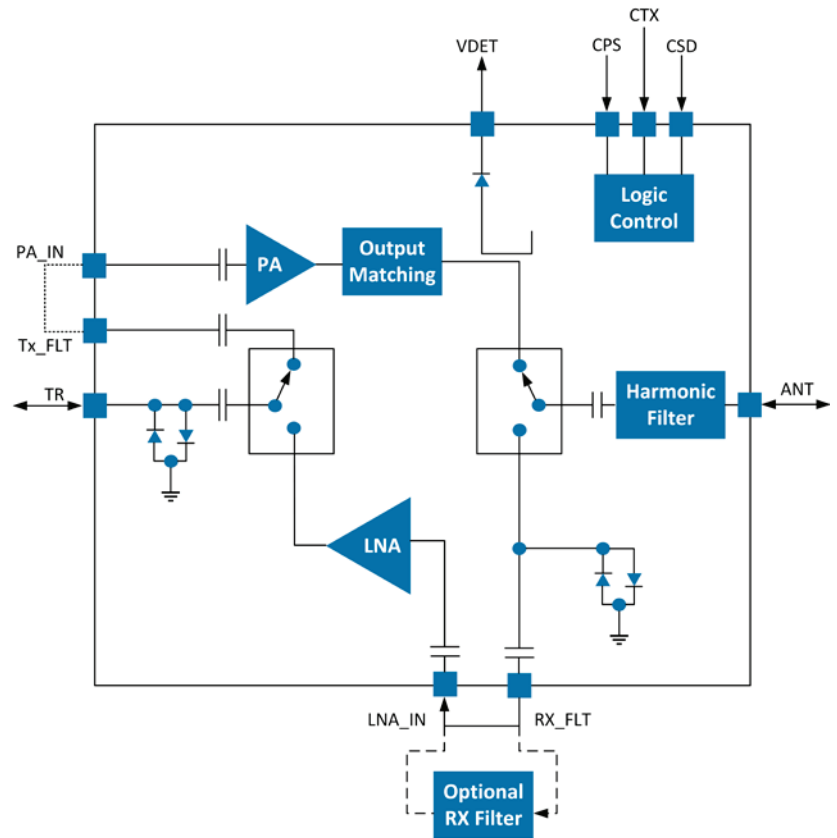 CTX
VDET
CPS
CSD
Logic
Control
PA_IN
PA
Output
Matching
Tx_FLT
TR
Harmonic
Filter
ANT
LNA
LNA_IN
RX_FLT
Optional
RX Filter